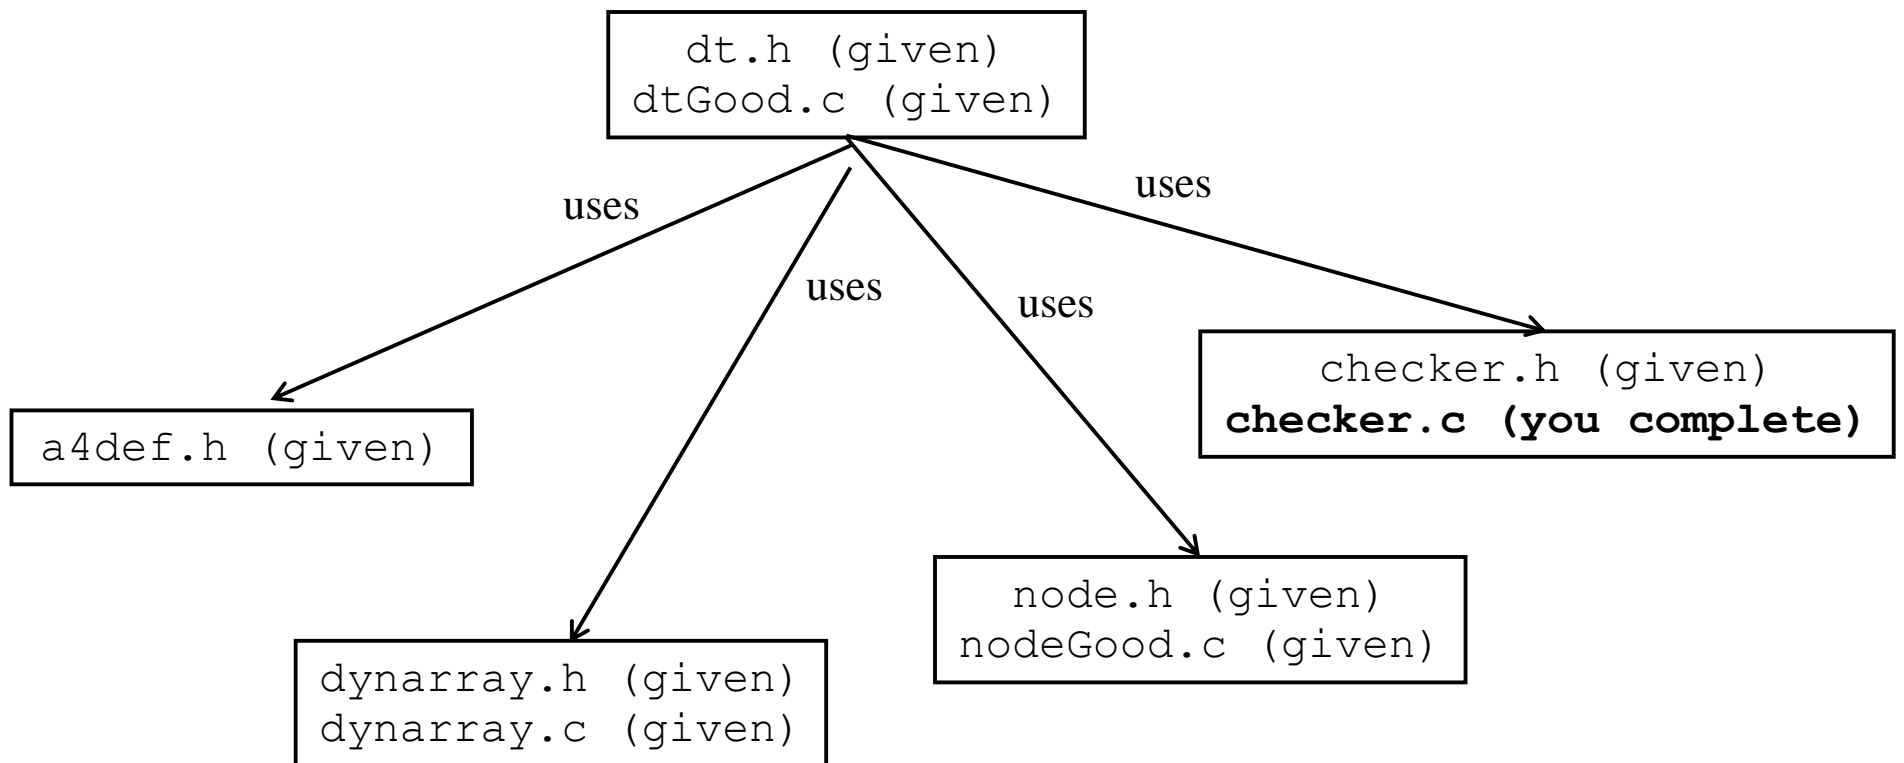 dt.h (given)
dtGood.c (given)
uses
uses
uses
uses
checker.h (given)
checker.c (you complete)
a4def.h (given)
node.h (given)
nodeGood.c (given)
dynarray.h (given)
dynarray.c (given)